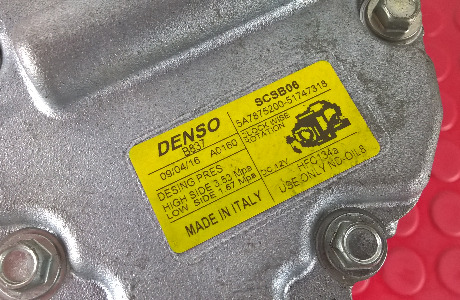 DENSO
B837
09/04/16 AC160
DESING PRES.
HIGH SIDE 3.53 Mpa
LOW SIDE 1.67 Mpa
MADE IN ITALY
SCSB06
5A7875200-51747318
CLOCK WISE
ROTATION
DC.12V
HFC134a
USE ONLY ND-OIL8